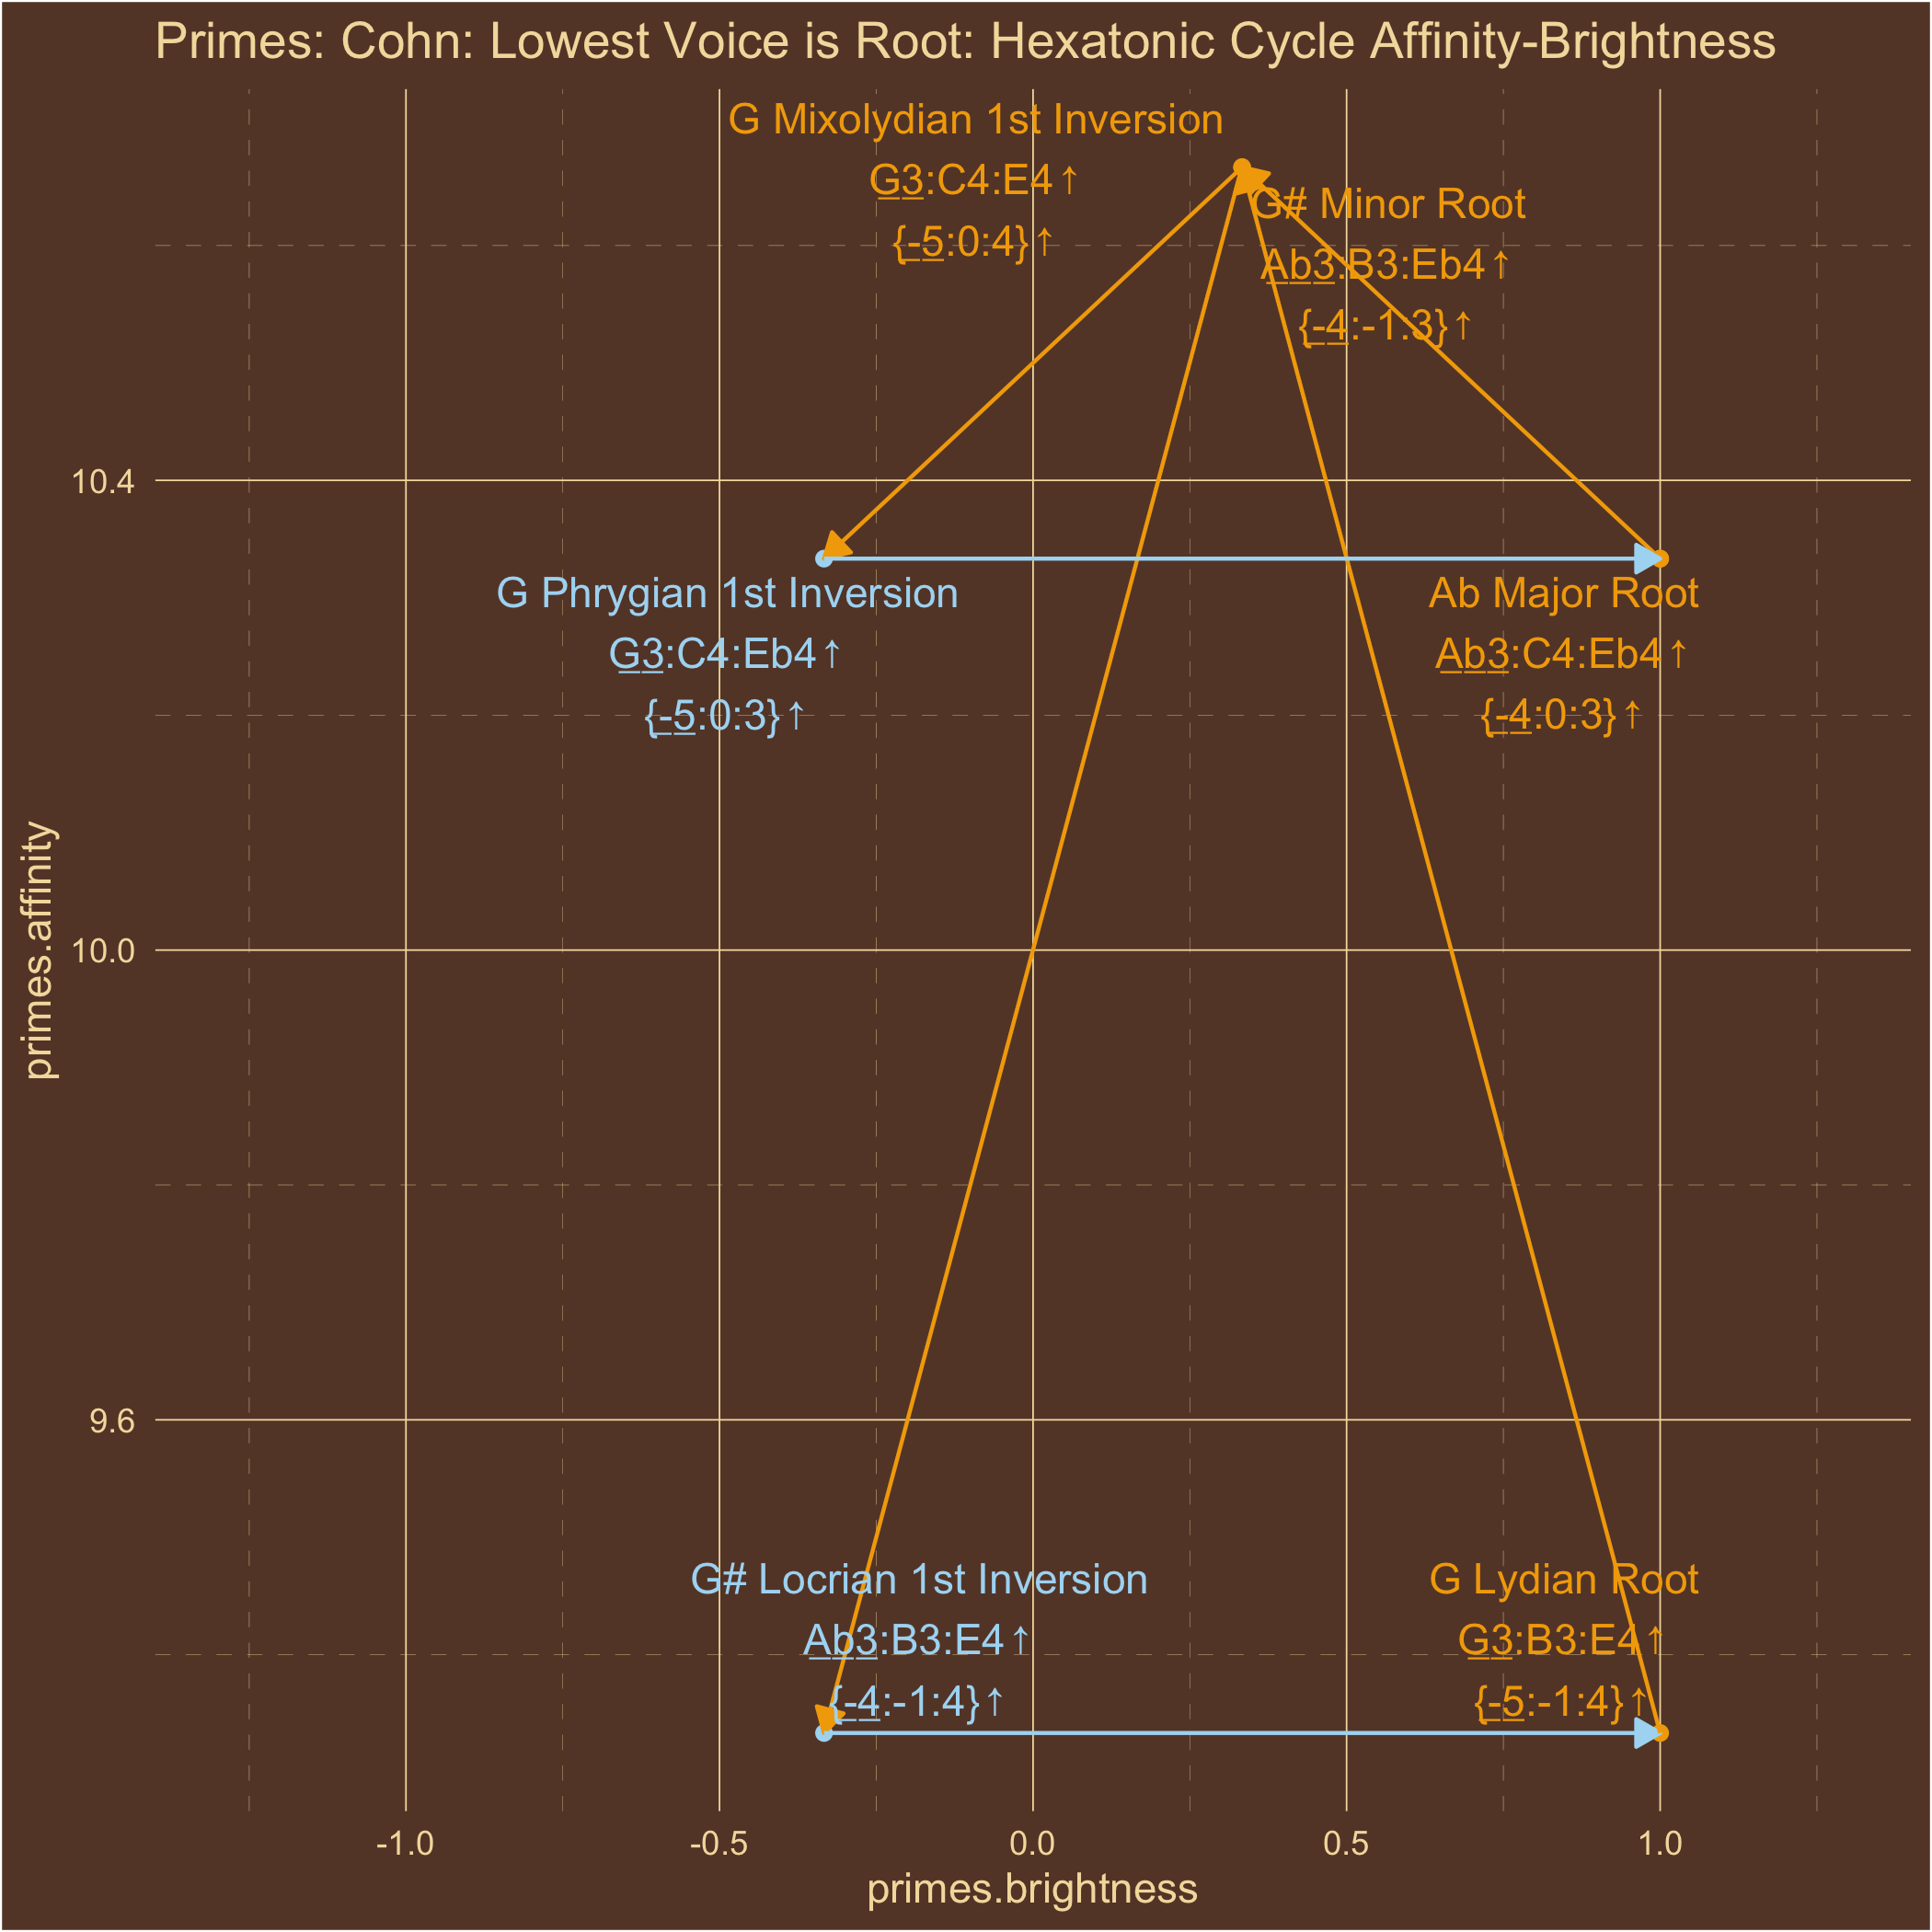 Primes: Cohn: Lowest Voice is Root: Hexatonic Cycle Affinity-Brightness
G Mixolydian 1st Inversion
G3:C4:E4↑
{-5:0:4}↑
G# Minor Root
Ab3:B3:Eb4↑
{-4:-1:3}↑
10.4
G Phrygian 1st Inversion
G3:C4:Eb4↑
{-5:0:3}↑
Ab Major Root
Ab3:C4:Eb4↑
{-4:0:3}↑
primes.affinity
10.0
9.6
G# Locrian 1st Inversion
Ab3:B3:E4↑
{-4:-1:4}↑
G Lydian Root
G3:B3:E4↑
{-5:-1:4}↑
-1.0
-0.5
0.0
0.5
1.0
primes.brightness